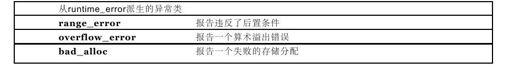 从runtime_error派生的异常类
range_error 报告违反了后置条件
overflow_error 报告一个算术溢出错误
bad_alloc 报告一个失败的存储分配